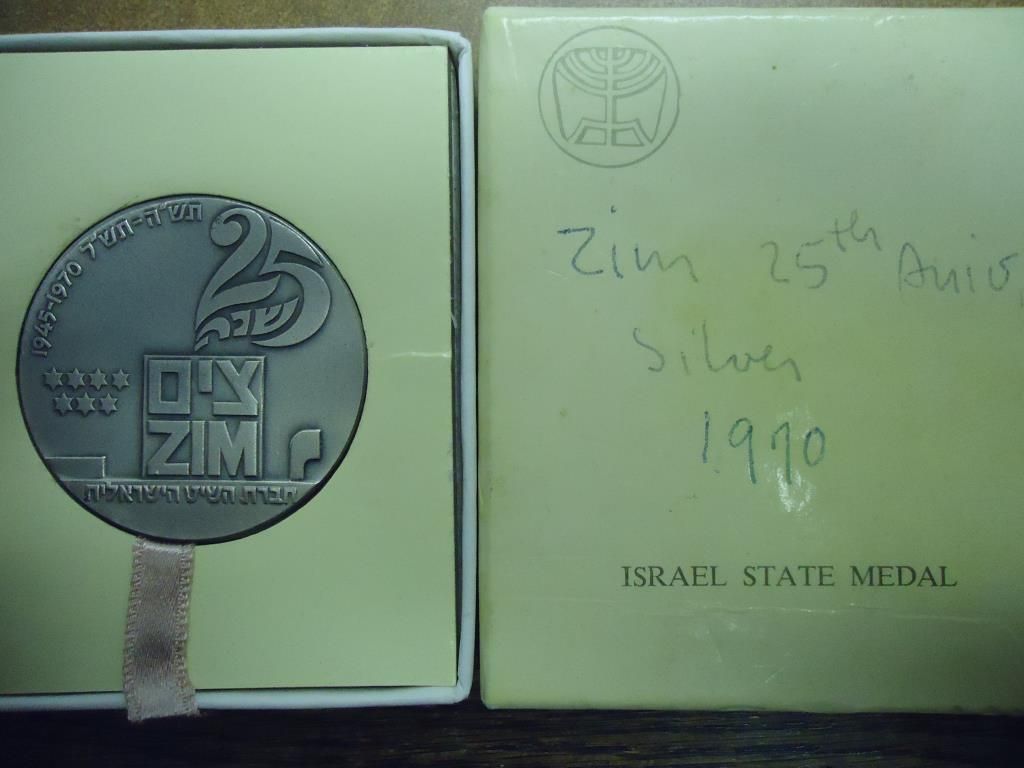 1945-1970 תש"ה-תש"ל
25
שנה
צים
ZIM
חברת השיט הישראלית
Zim 25th Aniv.
Silver
1970
ISRAEL STATE MEDAL